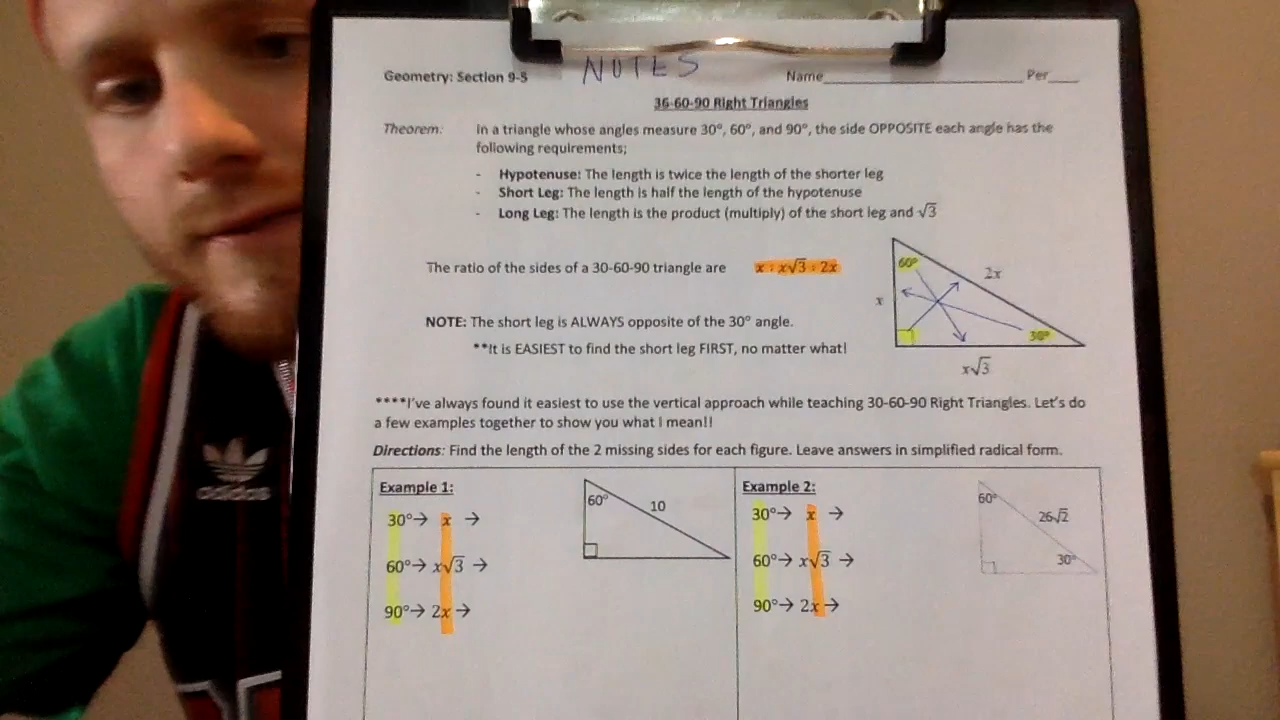 NOTES
Geometry: Section 9-5 Name____________________ Per____
36-60-90 Right Triangles
Theorem: In a triangle whose angles measure 30°, 60°, and 90°, the side OPPOSITE each angle has the
following requirements;
- Hypotenuse: The length is twice the length of the shorter leg
- Short Leg: The length is half the length of the hypotenuse
- Long Leg: The length is the product (multiply) of the short leg and √3
The ratio of the sides of a 30-60-90 triangle are x : x√3 : 2x
60°
2x
x
30°
x√3
NOTE: The short leg is ALWAYS opposite of the 30° angle.
**It is EASIEST to find the short leg FIRST, no matter what!
****I've always found it easiest to use the vertical approach while teaching 30-60-90 Right Triangles. Let's do
a few examples together to show you what I mean!!
Directions: Find the length of the 2 missing sides for each figure. Leave answers in simplified radical form.
Example 1:
30°→ x →
60°→ x√3 →
90°→ 2x →
60°
10
Example 2:
30°→ x →
60°→ x√3 →
90°→ 2x →
60°
26√2
30°
adidas